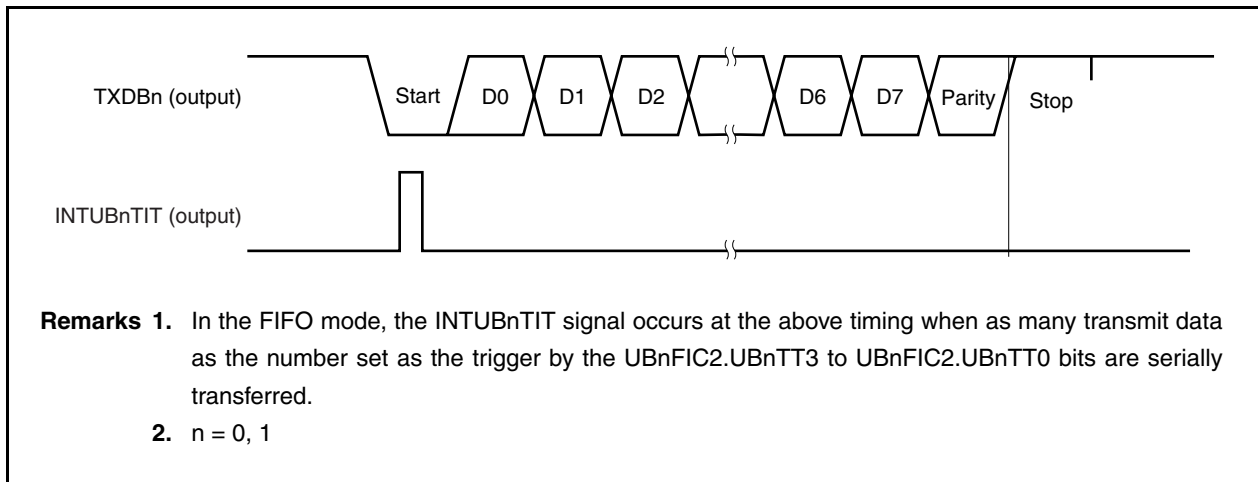 TXDBn (output) Start D0 D1 D2 D6 D7 Parity Stop
INTUBnTIT (output)
Remarks 1. In the FIFO mode, the INTUBnTIT signal occurs at the above timing when as many transmit data
as the number set as the trigger by the UBnFIC2.UBnTT3 to UBnFIC2.UBnTT0 bits are serially
transferred.
2. n = 0, 1